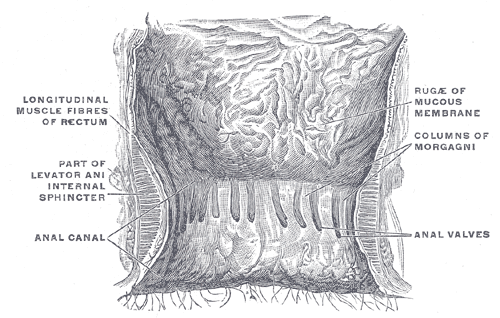 LONGITUDINAL
MUSCLE FIBRES
OF RECTUM
PART OF
LEVATOR ANI
INTERNAL
SPHINCTER
ANAL CANAL
RUGÆ OF
MUCOUS
MEMBRANE
COLUMNS OF
MORGAGNI
ANAL VALVES